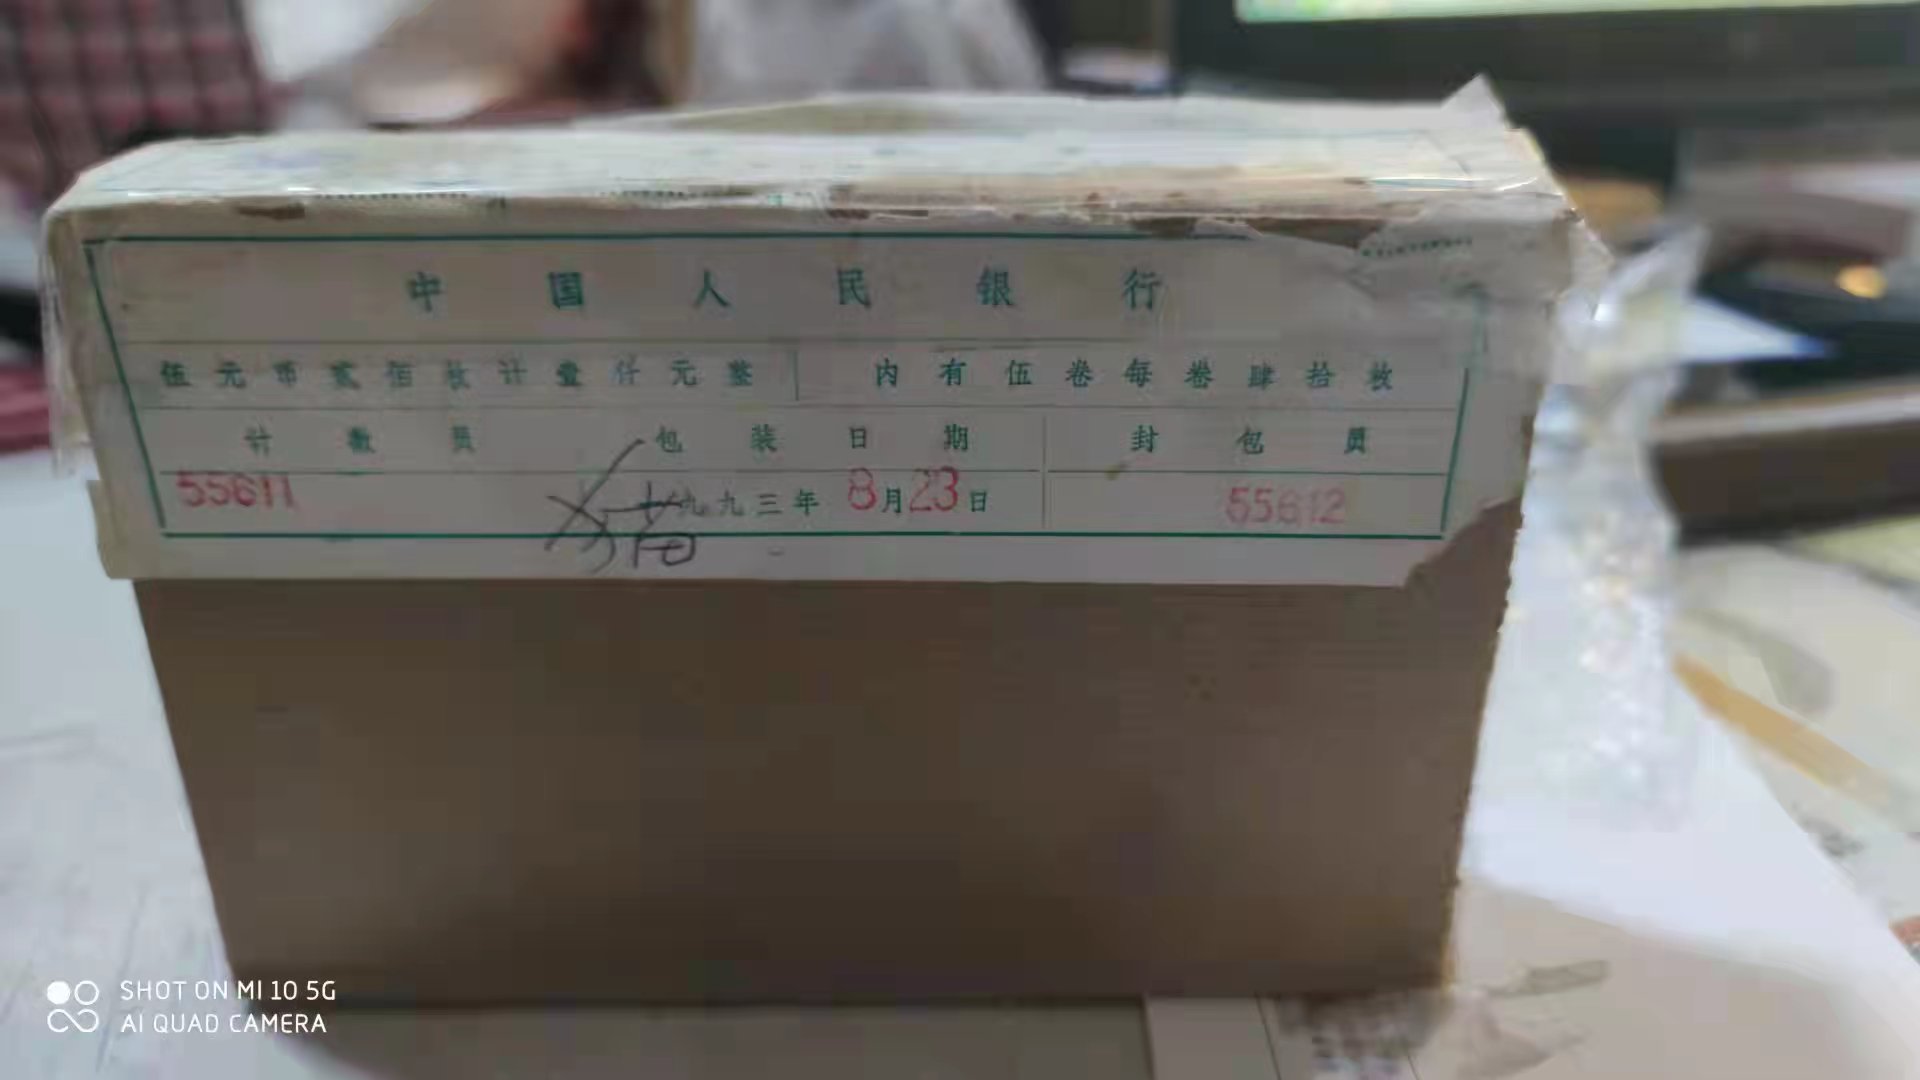 中国人民银行
伍元币贰佰枚计壹仟元整 内有伍卷每卷肆拾枚
计数员 包装日期 封包员
55611 一九九三年8月23日 55612
猫
SHOT ON MI 10 5G
AI QUAD CAMERA